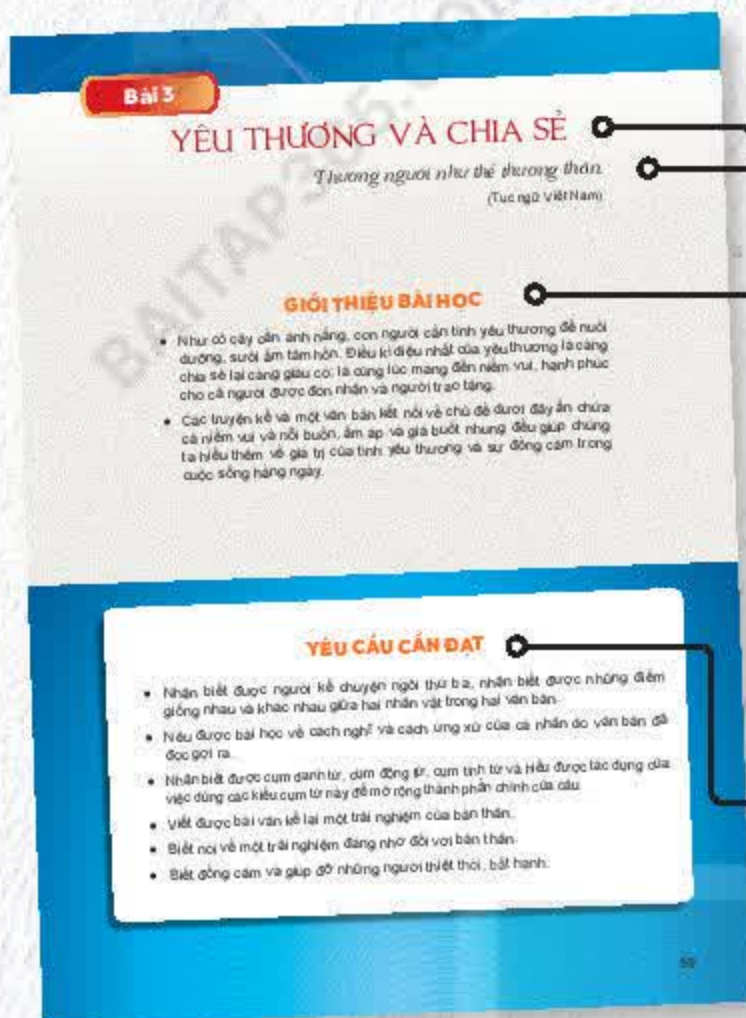 BAITAP365.CO
Bài 3
YÊU THƯƠNG VÀ CHIA SẺ
Thương người như thể thương thân.
(Tục ngữ Việt Nam)
GIỚI THIỆU BÀI HỌC
• Như cỏ cây cần ánh nắng, con người cần tình yêu thương để nuôi
dưỡng, sưởi ấm tâm hồn. Điều kì diệu nhất của yêu thương là càng
chia sẻ lại càng giàu có, là cùng lúc mang đến niềm vui, hạnh phúc
cho cả người được đón nhận và người trao tặng.
• Các truyện kể và một văn bản kết nối về chủ đề dưới đây ẩn chứa
cả niềm vui và nỗi buồn, ấm áp và giá buốt nhưng đều giúp chúng
ta hiểu thêm về giá trị của tình yêu thương và sự đồng cảm trong
cuộc sống hàng ngày.
YÊU CẦU CẦN ĐẠT
• Nhận biết được người kể chuyện ngôi thứ ba, nhận biết được những điểm
giống nhau và khác nhau giữa hai nhân vật trong hai văn bản.
• Nêu được bài học về cách nghĩ và cách ứng xử của cá nhân do văn bản đã
đọc gợi ra.
• Nhận biết được cụm danh từ, cụm động từ, cụm tính từ và hiểu được tác dụng của
việc dùng các kiểu cụm từ này để mở rộng thành phần chính của câu.
• Viết được bài văn kể lại một trải nghiệm của bản thân.
• Biết nói về một trải nghiệm đáng nhớ đối với bản thân.
• Biết đồng cảm và giúp đỡ những người thiệt thòi, bất hạnh.